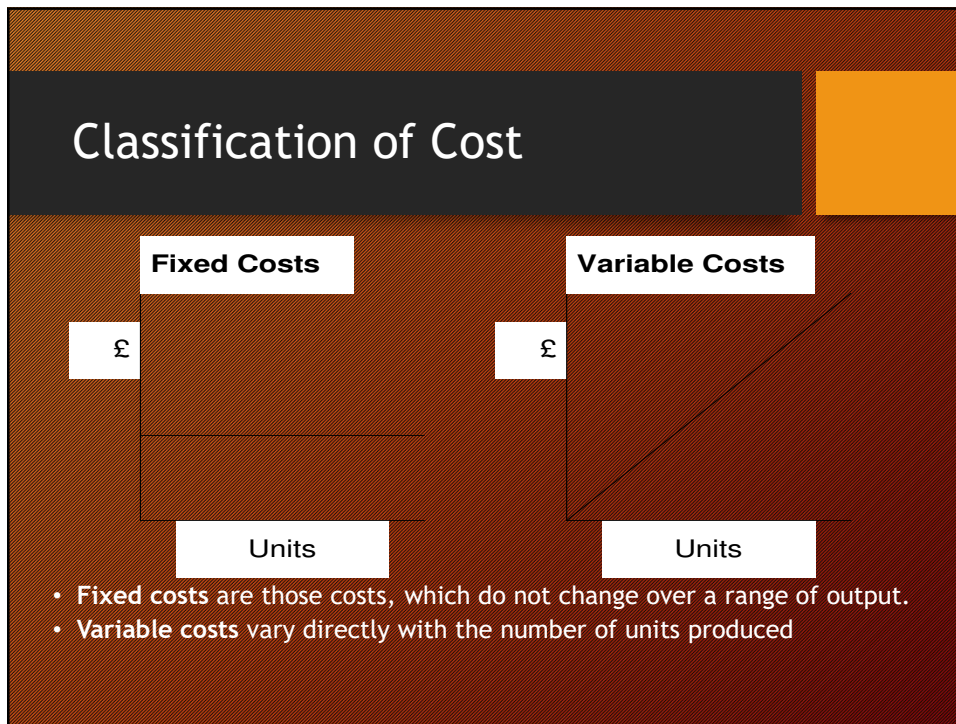 Classification of Cost
Fixed Costs
£
Units
Variable Costs
£
Units
• Fixed costs are those costs, which do not change over a range of output.
• Variable costs vary directly with the number of units produced